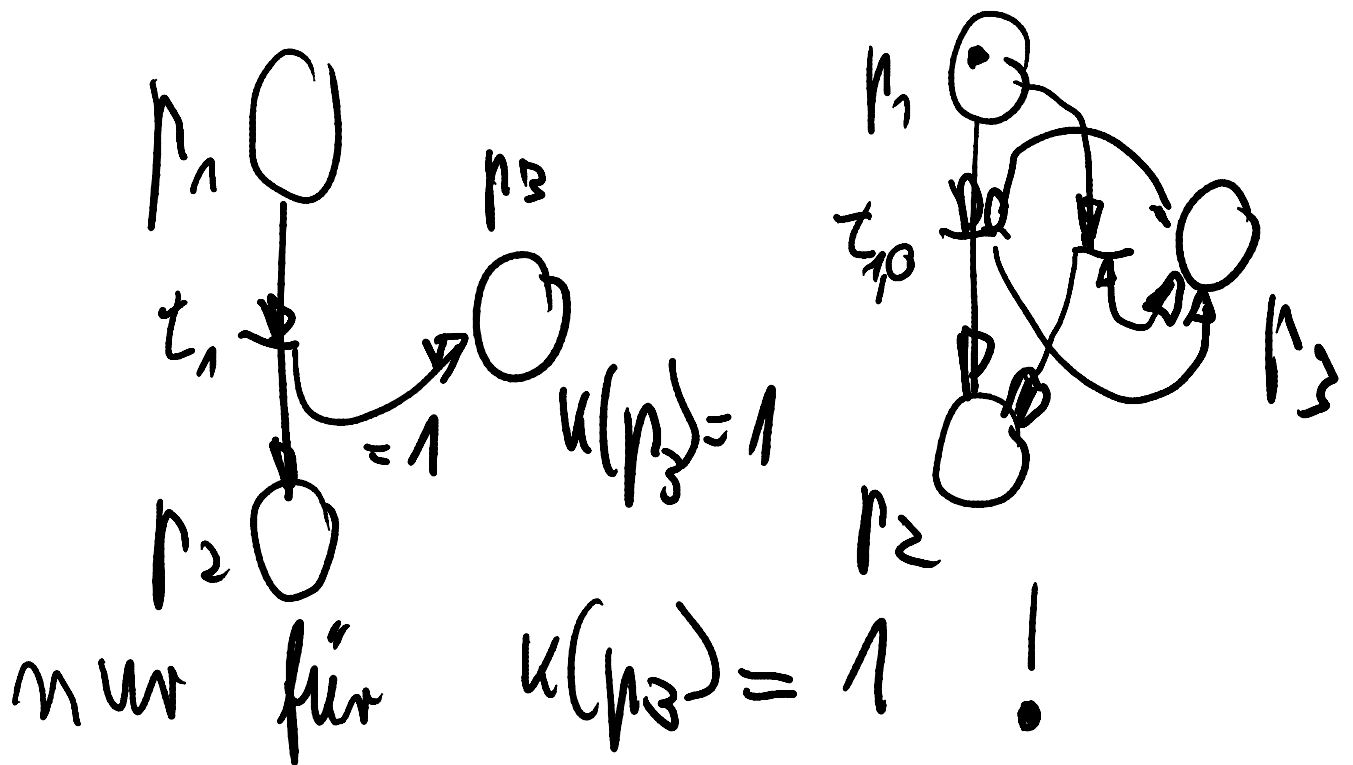 p1
p3
t1
=1
K(p3)=1
p2
p1
t1,0
p3
p2
nur für K(p3) = 1 !